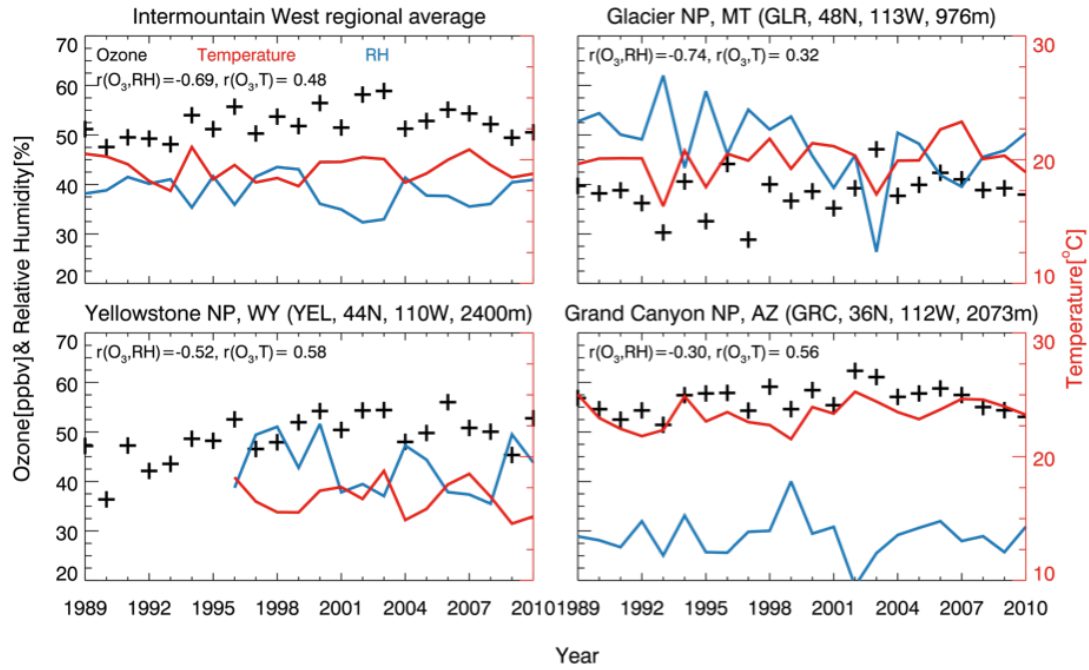 Intermountain West regional average
Glacier NP, MT (GLR, 48N, 113W, 976m)
70
60
50
40
30
20
Ozone Temperature RH
r(O₃,RH)=-0.69, r(O₃,T)= 0.48
r(O₃,RH)=-0.74, r(O₃,T)= 0.32
30
20
10
Yellowstone NP, WY (YEL, 44N, 110W, 2400m)
Grand Canyon NP, AZ (GRC, 36N, 112W, 2073m)
70
60
50
40
30
20
r(O₃,RH)=-0.52, r(O₃,T)= 0.58
r(O₃,RH)=-0.30, r(O₃,T)= 0.56
30
20
10
Ozone[ppbv]& Relative Humidity[%]
Temperature[°C]
1989 1992 1995 1998 2001 2004 2007 2010
1989 1992 1995 1998 2001 2004 2007 2010
Year